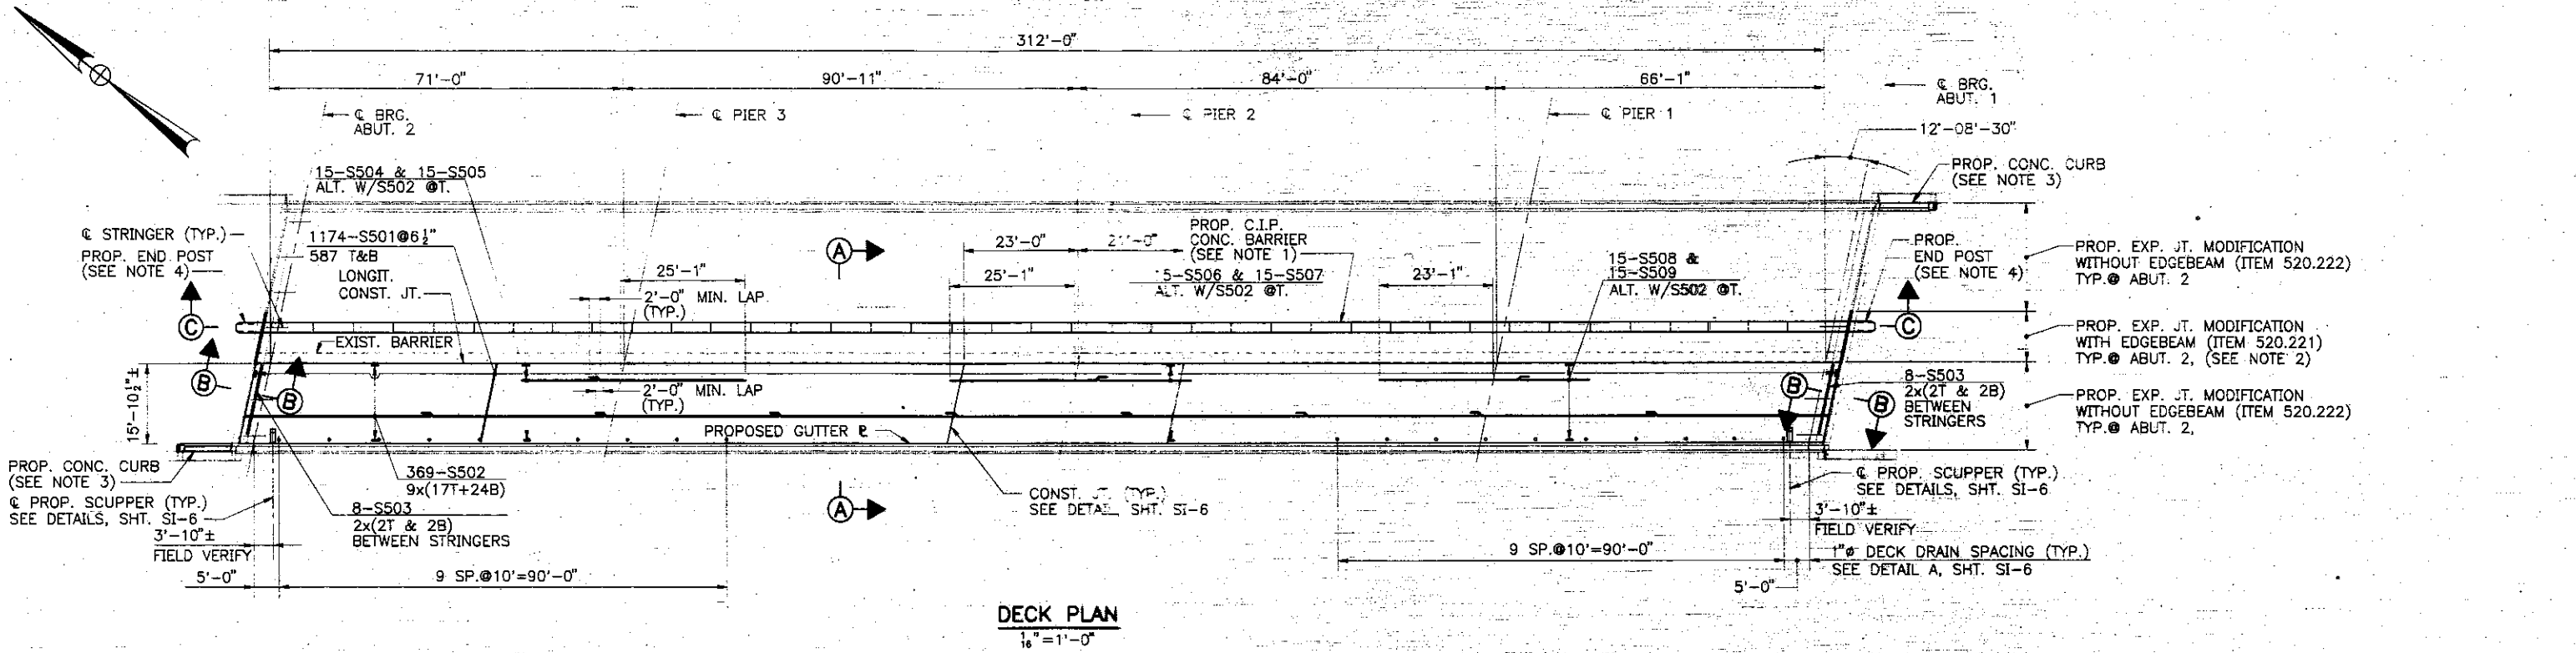 312'-0"
71'-0"
90'-11"
84'-0"
66'-1"
℄ BRG.
ABUT. 2
℄ PIER 3
℄ PIER 2
℄ PIER 1
℄ BRG.
ABUT. 1
12°-08'-30"
PROP. CONC. CURB
(SEE NOTE 3)
15-S504 & 15-S505
ALT. W/S502 @T.
℄ STRINGER (TYP.)
PROP. END POST
(SEE NOTE 4)
1174-S501@6½"
587 T&B
LONGIT.
CONST. JT.
25'-1"
2'-0" MIN. LAP
(TYP.)
A
23'-0"
21'-0"
25'-1"
PROP. C.I.P.
CONC. BARRIER
(SEE NOTE 1)
15-S506 & 15-S507
ALT. W/S502 @T.
23'-1"
15-S508 &
15-S509
ALT. W/S502 @T.
PROP.
END POST
(SEE NOTE 4)
PROP. EXP. JT. MODIFICATION
WITHOUT EDGEBEAM (ITEM 520.222)
TYP.@ ABUT. 2
C
C
EXIST. BARRIER
PROP. EXP. JT. MODIFICATION
WITH EDGEBEAM (ITEM 520.221)
TYP.@ ABUT. 2, (SEE NOTE 2)
B
B
15'-10½"±
2'-0" MIN. LAP
(TYP.)
B
B
8-S503
2x(2T & 2B)
BETWEEN
STRINGERS
PROP. EXP. JT. MODIFICATION
WITHOUT EDGEBEAM (ITEM 520.222)
TYP.@ ABUT. 2,
PROPOSED GUTTER ℄
PROP. CONC. CURB
(SEE NOTE 3)
℄ PROP. SCUPPER (TYP.)
SEE DETAILS, SHT. SI-6
3'-10"±
FIELD VERIFY
5'-0"
9 SP.@10'=90'-0"
369-S502
9x(17T+24B)
8-S503
2x(2T & 2B)
BETWEEN STRINGERS
A
CONST. JT. (TYP.)
SEE DETAIL, SHT. SI-6
℄ PROP. SCUPPER (TYP.)
SEE DETAILS, SHT. SI-6
3'-10"±
FIELD VERIFY
9 SP.@10'=90'-0"
1"ø DECK DRAIN SPACING (TYP.)
SEE DETAIL A, SHT. SI-6
5'-0"
DECK PLAN
1/16"=1'-0"